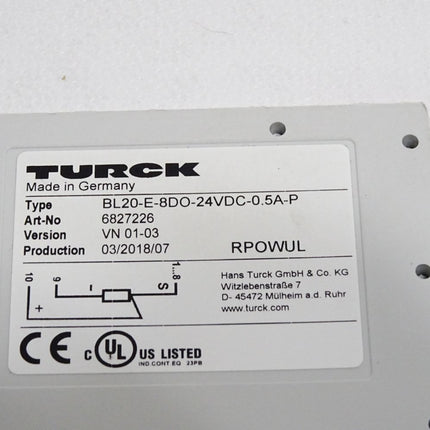 TURCK
Made in Germany
Type BL20-E-8DO-24VDC-0.5A-P
Art-No 6827226
Version VN 01-03
Production 03/2018/07 RPOWUL
10 9 - + S 1...8
Hans Turck GmbH & Co. KG
Witzlebenstraße 7
D- 45472 Mülheim a.d. Ruhr
www.turck.com
CE C UL US LISTED
IND.CONT EQ 23PB